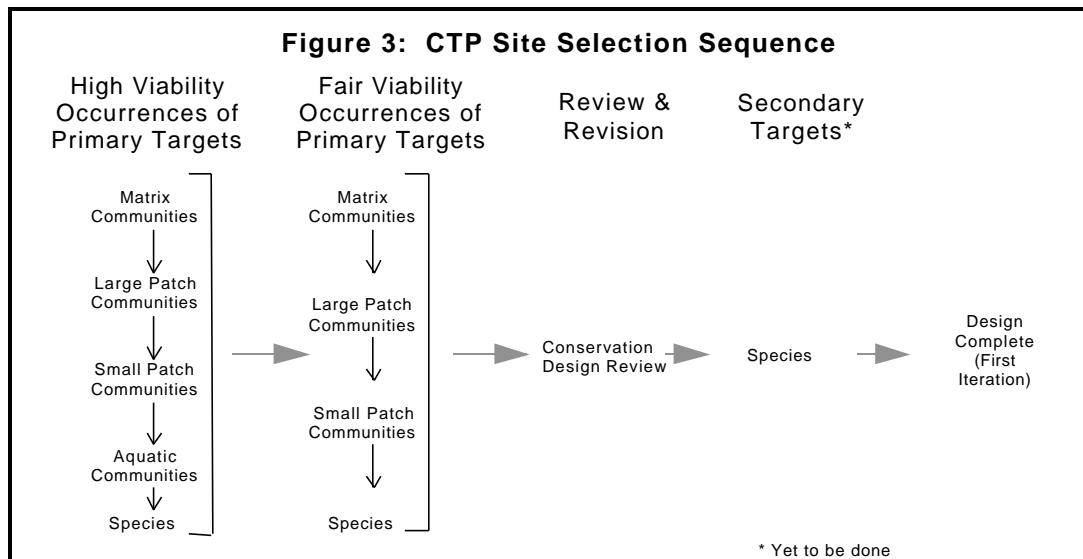 Figure 3: CTP Site Selection Sequence
High Viability
Occurrences of
Primary Targets
Matrix
Communities
Large Patch
Communities
Small Patch
Communities
Aquatic
Communities
Species
Fair Viability
Occurrences of
Primary Targets
Matrix
Communities
Large Patch
Communities
Small Patch
Communities
Species
Review &
Revision
Conservation
Design Review
Secondary
Targets*
Species
Design
Complete
(First
Iteration)
* Yet to be done